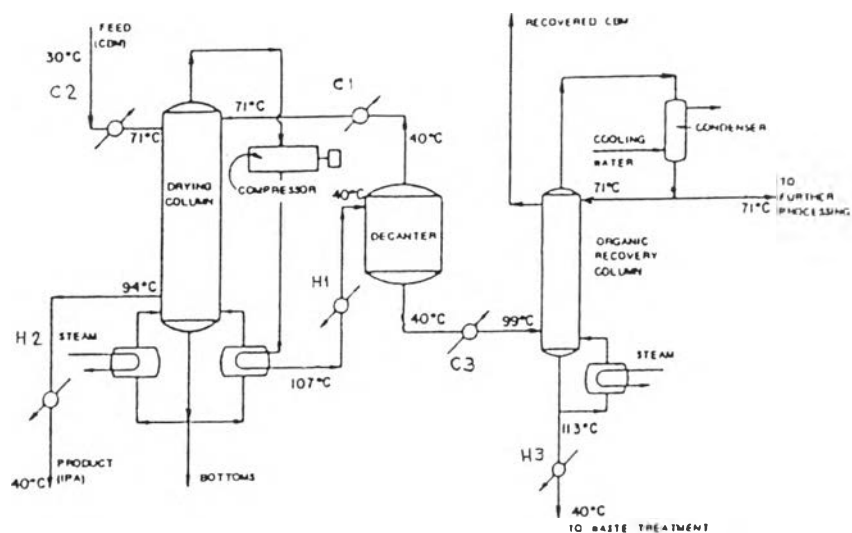 FEED
(CBM)
30°C
C2
71°C
71°C
C1
40°C
DRYING
COLUMN
COMPRESSOR
40°C
DECANTER
94°C
H2
STEAM
H1
107°C
40°C
C3
99°C
PRODUCT
(IPA)
40°C
BOTTOMS
RECOVERED CBM
CONDENSER
COOLING
WATER
71°C
TO
FURTHER
PROCESSING
71°C
ORGANIC
RECOVERY
COLUMN
STEAM
113°C
H3
40°C
TO WASTE TREATMENT